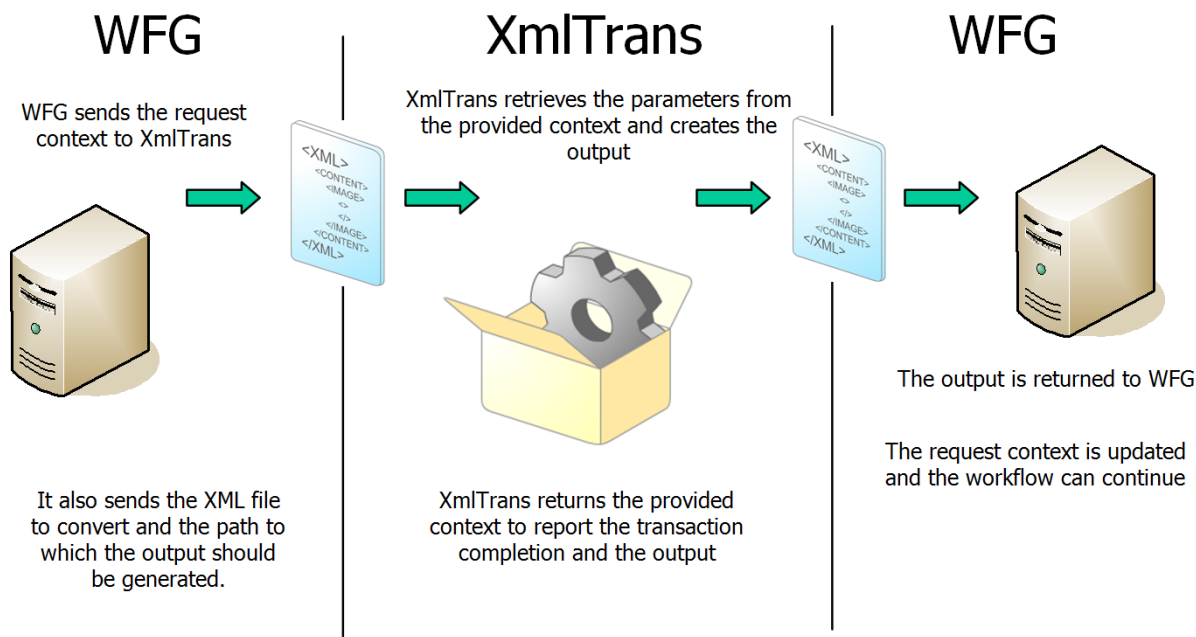 WFG
XmlTrans
WFG
WFG sends the request
context to XmlTrans
XmlTrans retrieves the parameters from
the provided context and creates the
output
<XML>
<CONTENT>
<IMAGE>
<>
</>
</IMAGE>
</CONTENT>
</XML>
<XML>
<CONTENT>
<IMAGE>
<>
</>
</IMAGE>
</CONTENT>
</XML>
It also sends the XML file
to convert and the path to
which the output should
be generated.
XmlTrans returns the provided
context to report the transaction
completion and the output
The output is returned to WFG
The request context is updated
and the workflow can continue